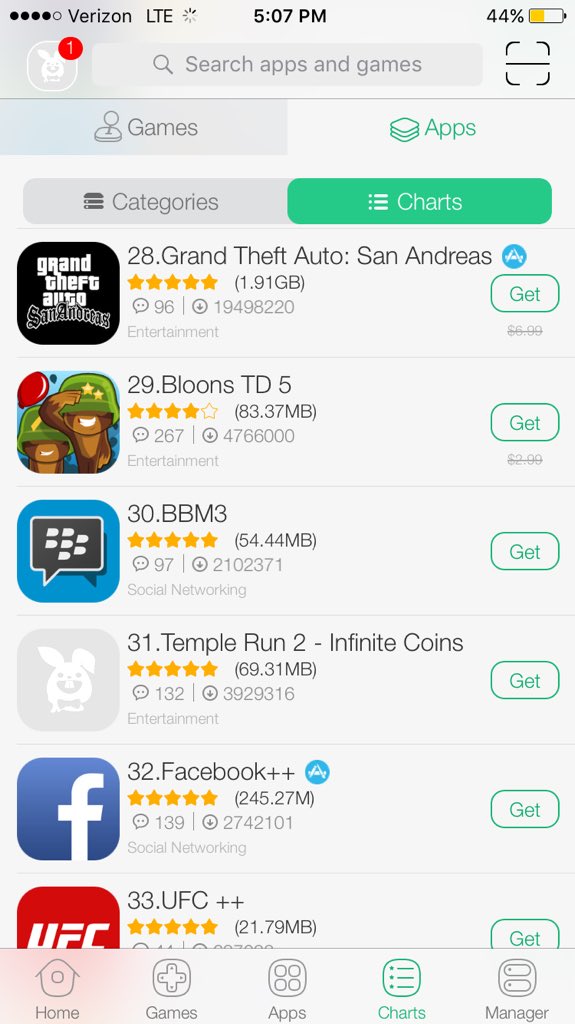 Verizon LTE 5:07 PM 44%
1
Search apps and games
Games
Apps
Categories
Charts
grand
theft
auto
San Andreas
28.Grand Theft Auto: San Andreas
(1.91GB)
96 | 19498220
Entertainment
Get
$6.99
29.Bloons TD 5
(83.37MB)
267 | 4766000
Entertainment
Get
$2.99
30.BBM3
(54.44MB)
97 | 2102371
Social Networking
Get
31.Temple Run 2 - Infinite Coins
(69.31MB)
132 | 3929316
Entertainment
Get
f
32.Facebook++
(245.27M)
139 | 2742101
Social Networking
Get
UFC
33.UFC ++
(21.79MB)
Get
Home
Games
Apps
Charts
Manager